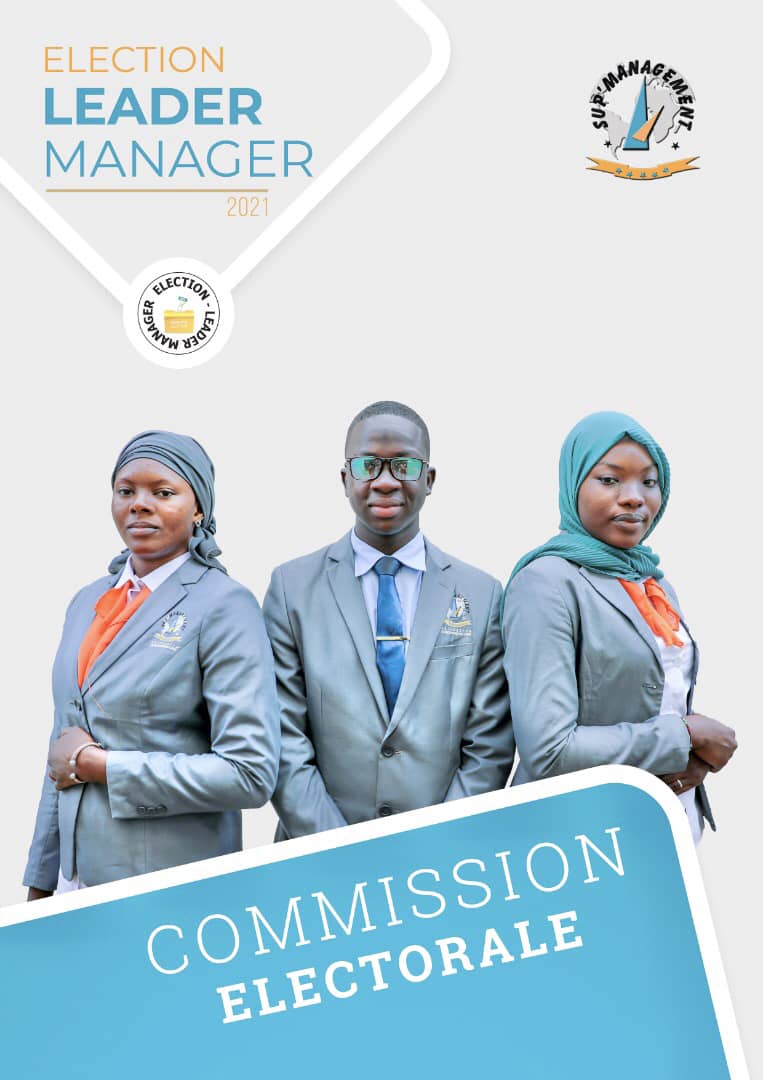 ELECTION
LEADER
MANAGER
2021
SUP'MANAGEMENT
ELECTION - LEADER MANAGER
COMMISSION
ELECTORALE